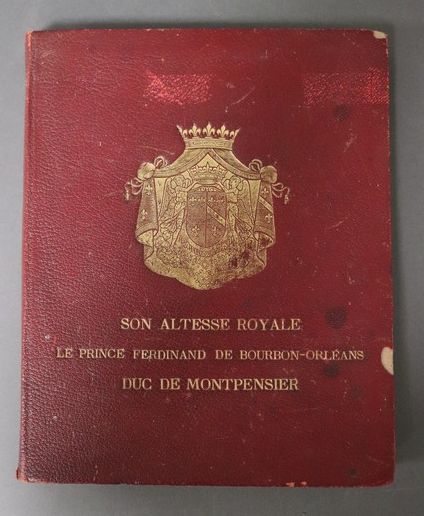 SON ALTESSE ROYALE
LE PRINCE FERDINAND DE BOURBON-ORLÉANS
DUC DE MONTPENSIER